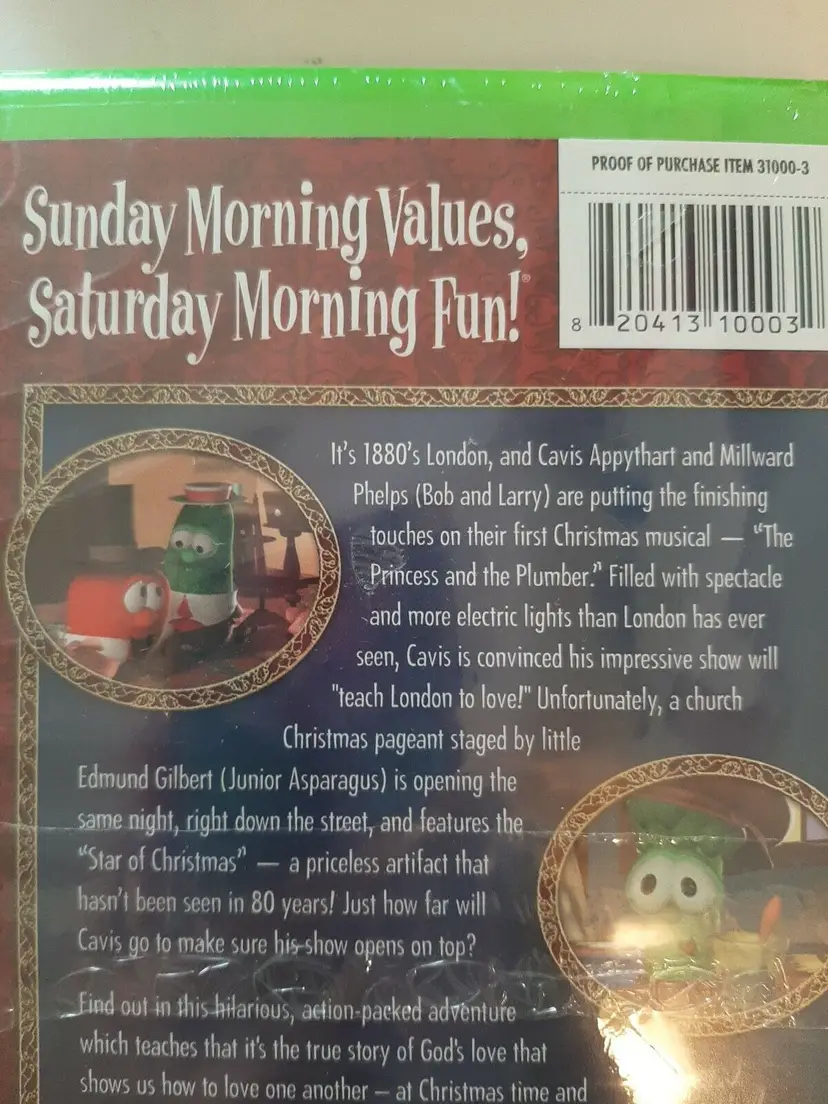 PROOF OF PURCHASE ITEM 31000-3
Sunday Morning Values,
Saturday Morning Fun!®
8 20413 10003
It's 1880's London, and Cavis Appythart and Millward
Phelps (Bob and Larry) are putting the finishing
touches on their first Christmas musical — "The
Princess and the Plumber." Filled with spectacle
and more electric lights than London has ever
seen, Cavis is convinced his impressive show will
"teach London to love!" Unfortunately, a church
Christmas pageant staged by little
Edmund Gilbert (Junior Asparagus) is opening the
same night, right down the street, and features the
"Star of Christmas" — a priceless artifact that
hasn't been seen in 80 years! Just how far will
Cavis go to make sure his show opens on top?
Find out in this hilarious, action-packed adventure
which teaches that it's the true story of God's love that
shows us how to love one another – at Christmas time and